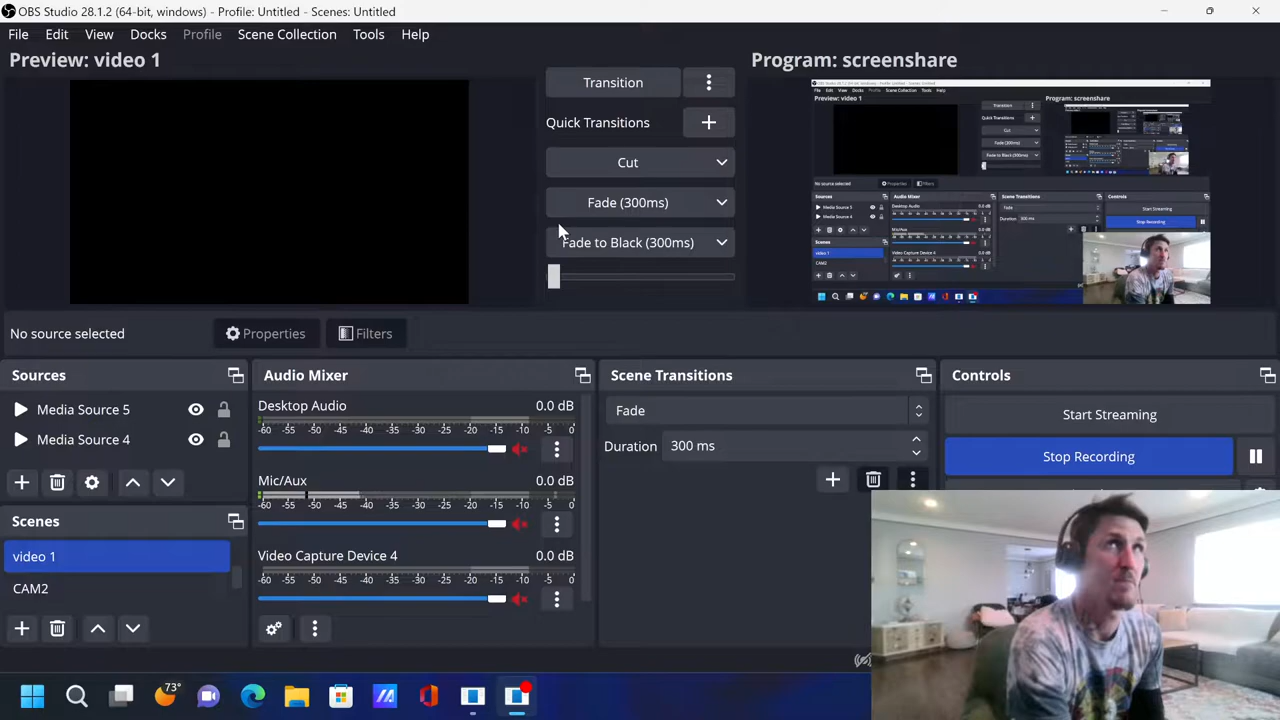 OBS Studio 28.1.2 (64-bit, windows) - Profile: Untitled - Scenes: Untitled
File Edit View Docks Profile Scene Collection Tools Help
Preview: video 1
Program: screenshare
Transition
Quick Transitions
Cut
Fade (300ms)
Fade to Black (300ms)
No source selected Properties Filters
Sources
Media Source 5
Media Source 4
Scenes
video 1
CAM2
Audio Mixer
Desktop Audio 0.0 dB
-60 -55 -50 -45 -40 -35 -30 -25 -20 -15 -10 -5 0
Mic/Aux 0.0 dB
-60 -55 -50 -45 -40 -35 -30 -25 -20 -15 -10 -5 0
Video Capture Device 4 0.0 dB
-60 -55 -50 -45 -40 -35 -30 -25 -20 -15 -10 -5 0
Scene Transitions
Fade
Duration 300 ms
Controls
Start Streaming
Stop Recording
73°